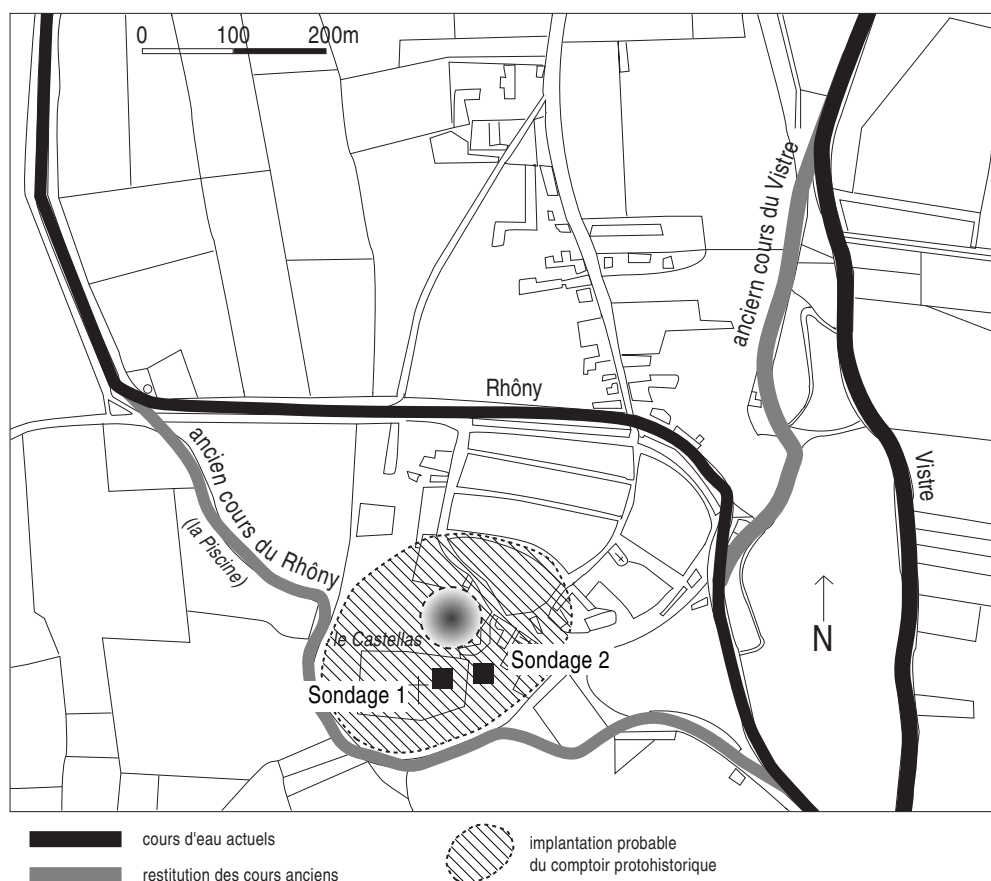 0 100 200m
anciern cours du Vistre
Rhôny
Vistre
ancien cours du Rhôny
(la Piscine)
le Castellas
N
Sondage 2
Sondage 1
cours d'eau actuels
implantation probable
du comptoir protohistorique
restitution des cours anciens